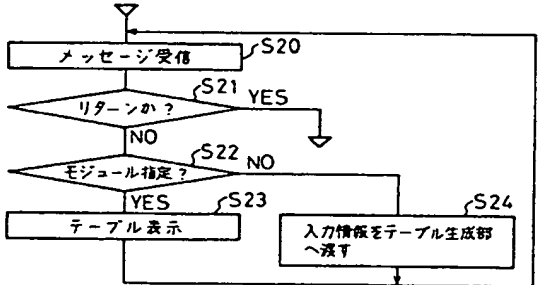 メッセージ受信
S20
リターンか?
S21
YES
NO
モジュール指定?
S22
NO
YES
テーブル表示
S23
S24
入力情報をテーブル生成部
へ渡す